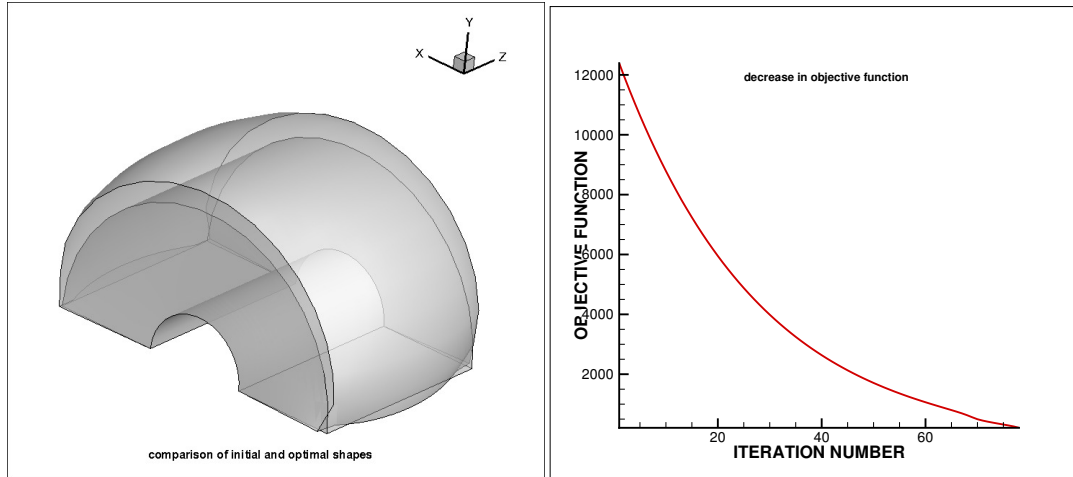 Y
X
Z
comparison of initial and optimal shapes
decrease in objective function
OBJECTIVE FUNCTION
12000
10000
8000
6000
4000
2000
20
40
60
ITERATION NUMBER